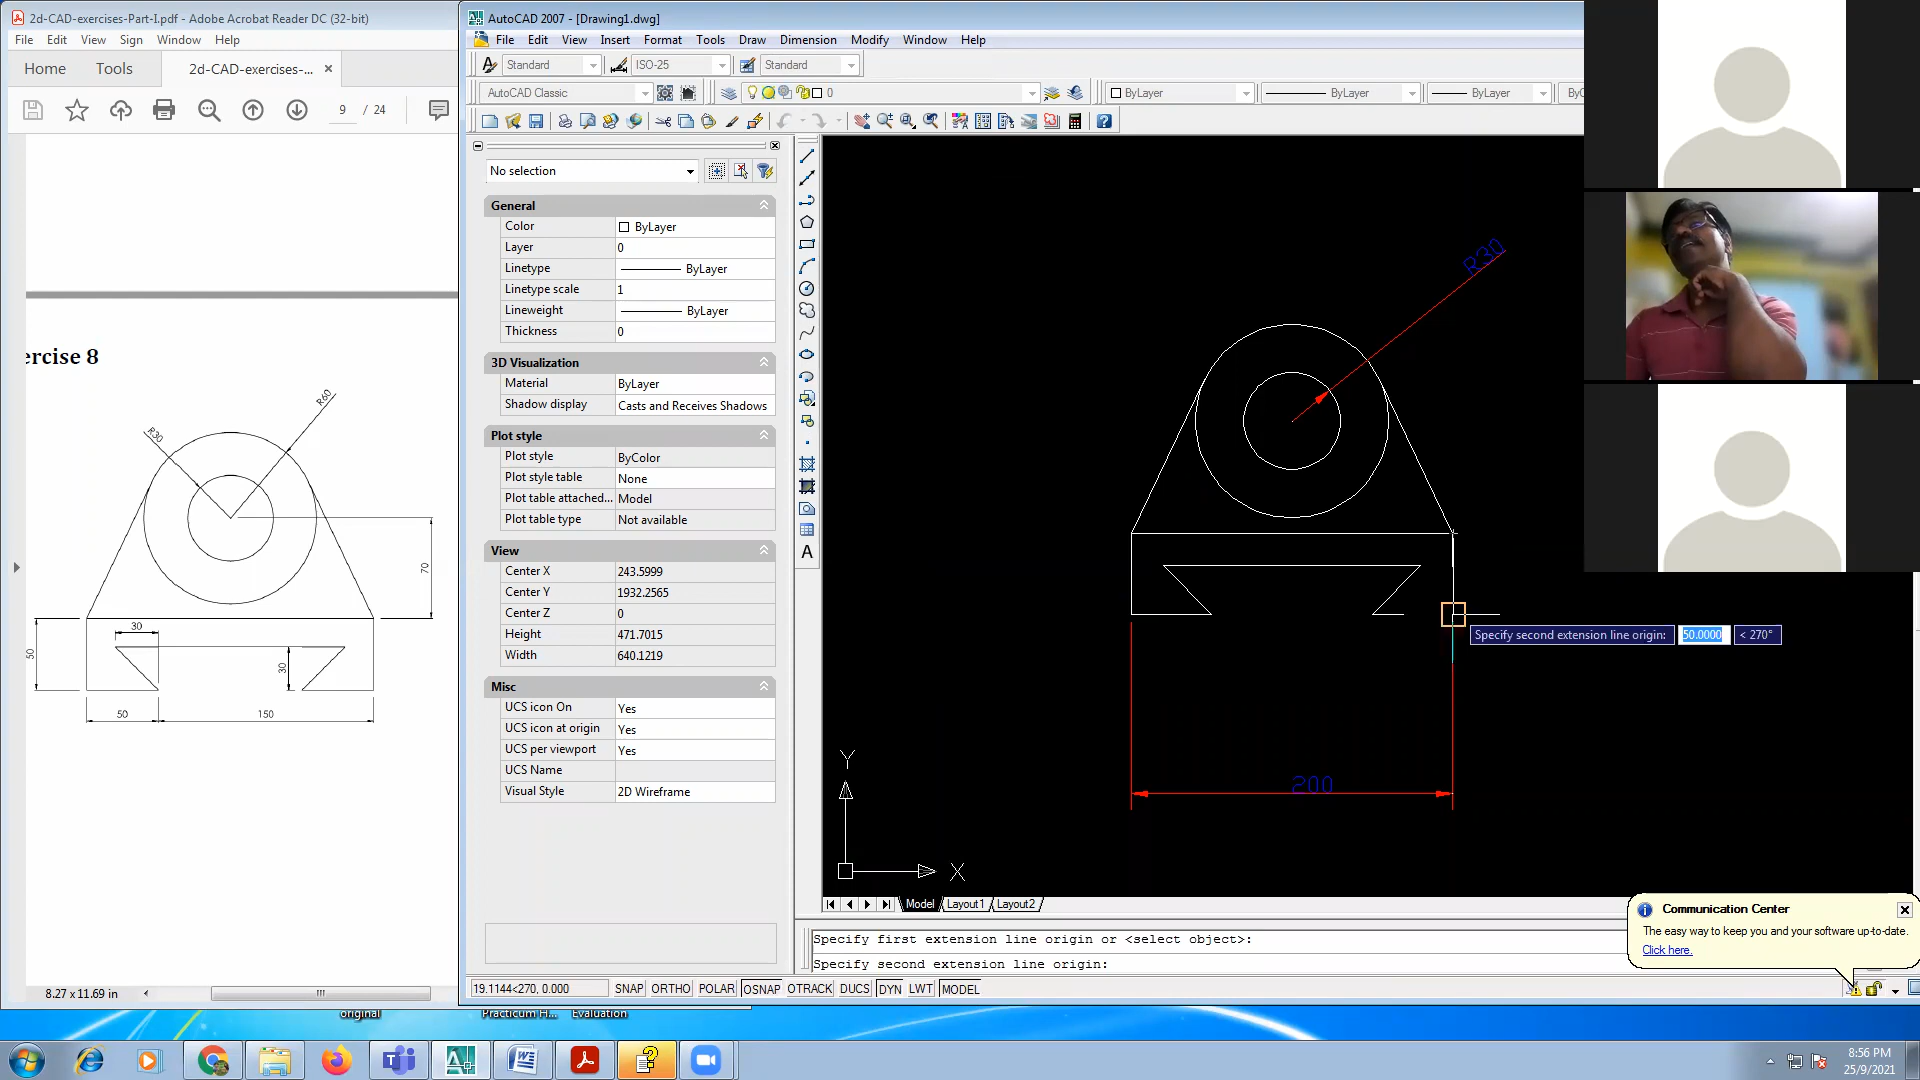 2d-CAD-exercises-Part-I.pdf - Adobe Acrobat Reader DC (32-bit)
File Edit View Sign Window Help
Home Tools 2d-CAD-exercises-... ×
9 / 24
ercise 8
R60
R30
70
30
50
30
50
150
8.27 x 11.69 in
AutoCAD 2007 - [Drawing1.dwg]
File Edit View Insert Format Tools Draw Dimension Modify Window Help
Standard ISO-25 Standard
AutoCAD Classic 0 ByLayer ByLayer ByLayer ByC
No selection
General
Color ByLayer
Layer 0
Linetype ByLayer
Linetype scale 1
Lineweight ByLayer
Thickness 0
3D Visualization
Material ByLayer
Shadow display Casts and Receives Shadows
Plot style
Plot style ByColor
Plot style table None
Plot table attached... Model
Plot table type Not available
View
Center X 243.5999
Center Y 1932.2565
Center Z 0
Height 471.7015
Width 640.1219
Misc
UCS icon On Yes
UCS icon at origin Yes
UCS per viewport Yes
UCS Name
Visual Style 2D Wireframe
A
R30
Specify second extension line origin: 50.0000 < 270°
200
Y
X
Model Layout1 Layout2
Specify first extension line origin or <select object>:
Specify second extension line origin:
19.1144<270, 0.000 SNAP ORTHO POLAR OSNAP OTRACK DUCS DYN LWT MODEL
Communication Center
The easy way to keep you and your software up-to-date.
Click here.
original Practicum H... Evaluation
8:56 PM
25/9/2021